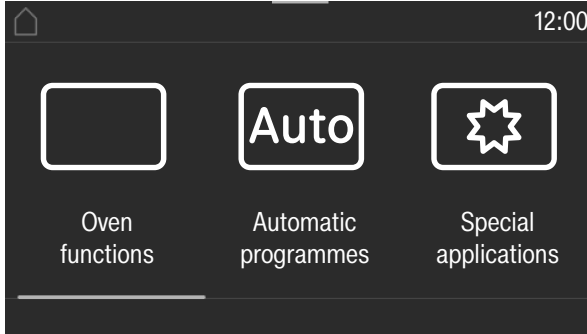 12:00
Auto
Oven
functions
Automatic
programmes
Special
applications